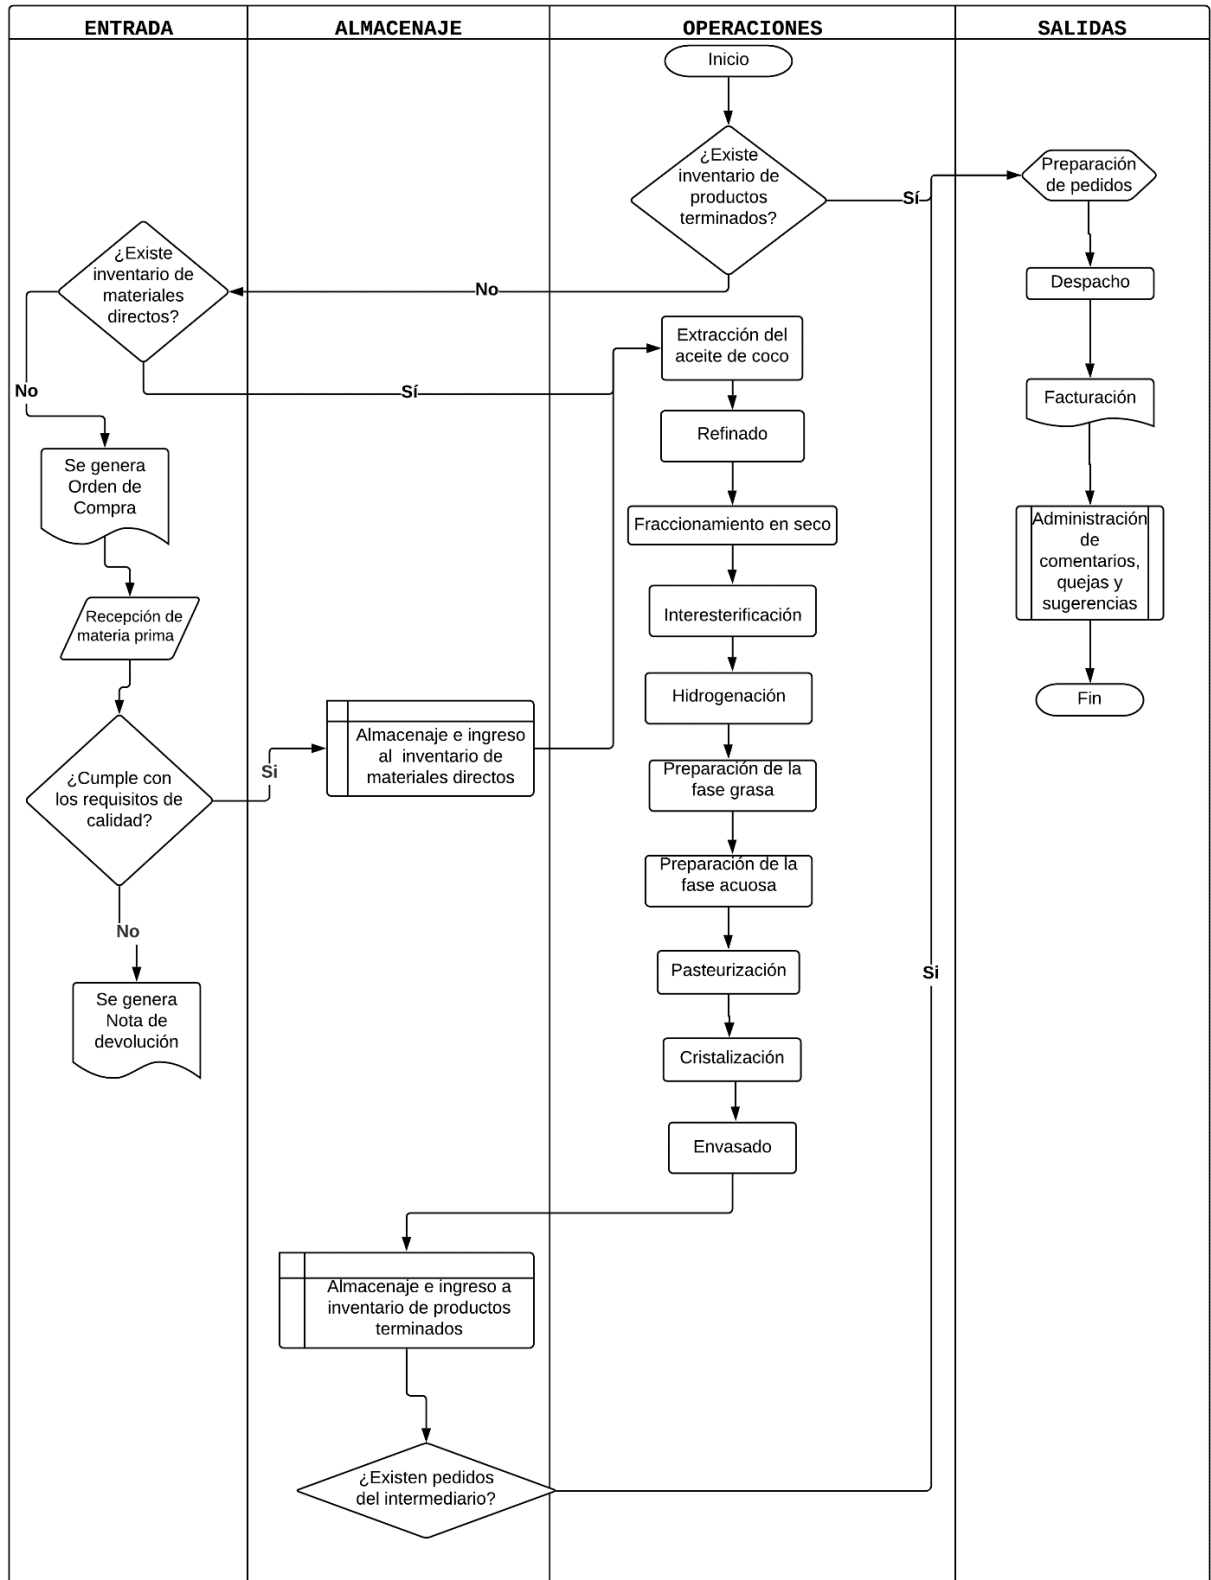 ENTRADA
ALMACENAJE
OPERACIONES
SALIDAS
Inicio
¿Existe
inventario de
productos
terminados?
Sí
No
¿Existe
inventario de
materiales
directos?
No
Sí
Se genera
Orden de
Compra
Recepción de
materia prima
¿Cumple con
los requisitos de
calidad?
Si
No
Se genera
Nota de
devolución
Almacenaje e ingreso
al inventario de
materiales directos
Extracción del
aceite de coco
Refinado
Fraccionamiento en seco
Interesterificación
Hidrogenación
Preparación de la
fase grasa
Preparación de la
fase acuosa
Pasteurización
Cristalización
Envasado
Almacenaje e ingreso a
inventario de productos
terminados
¿Existen pedidos
del intermediario?
Si
Preparación
de pedidos
Despacho
Facturación
Administración
de
comentarios,
quejas y
sugerencias
Fin